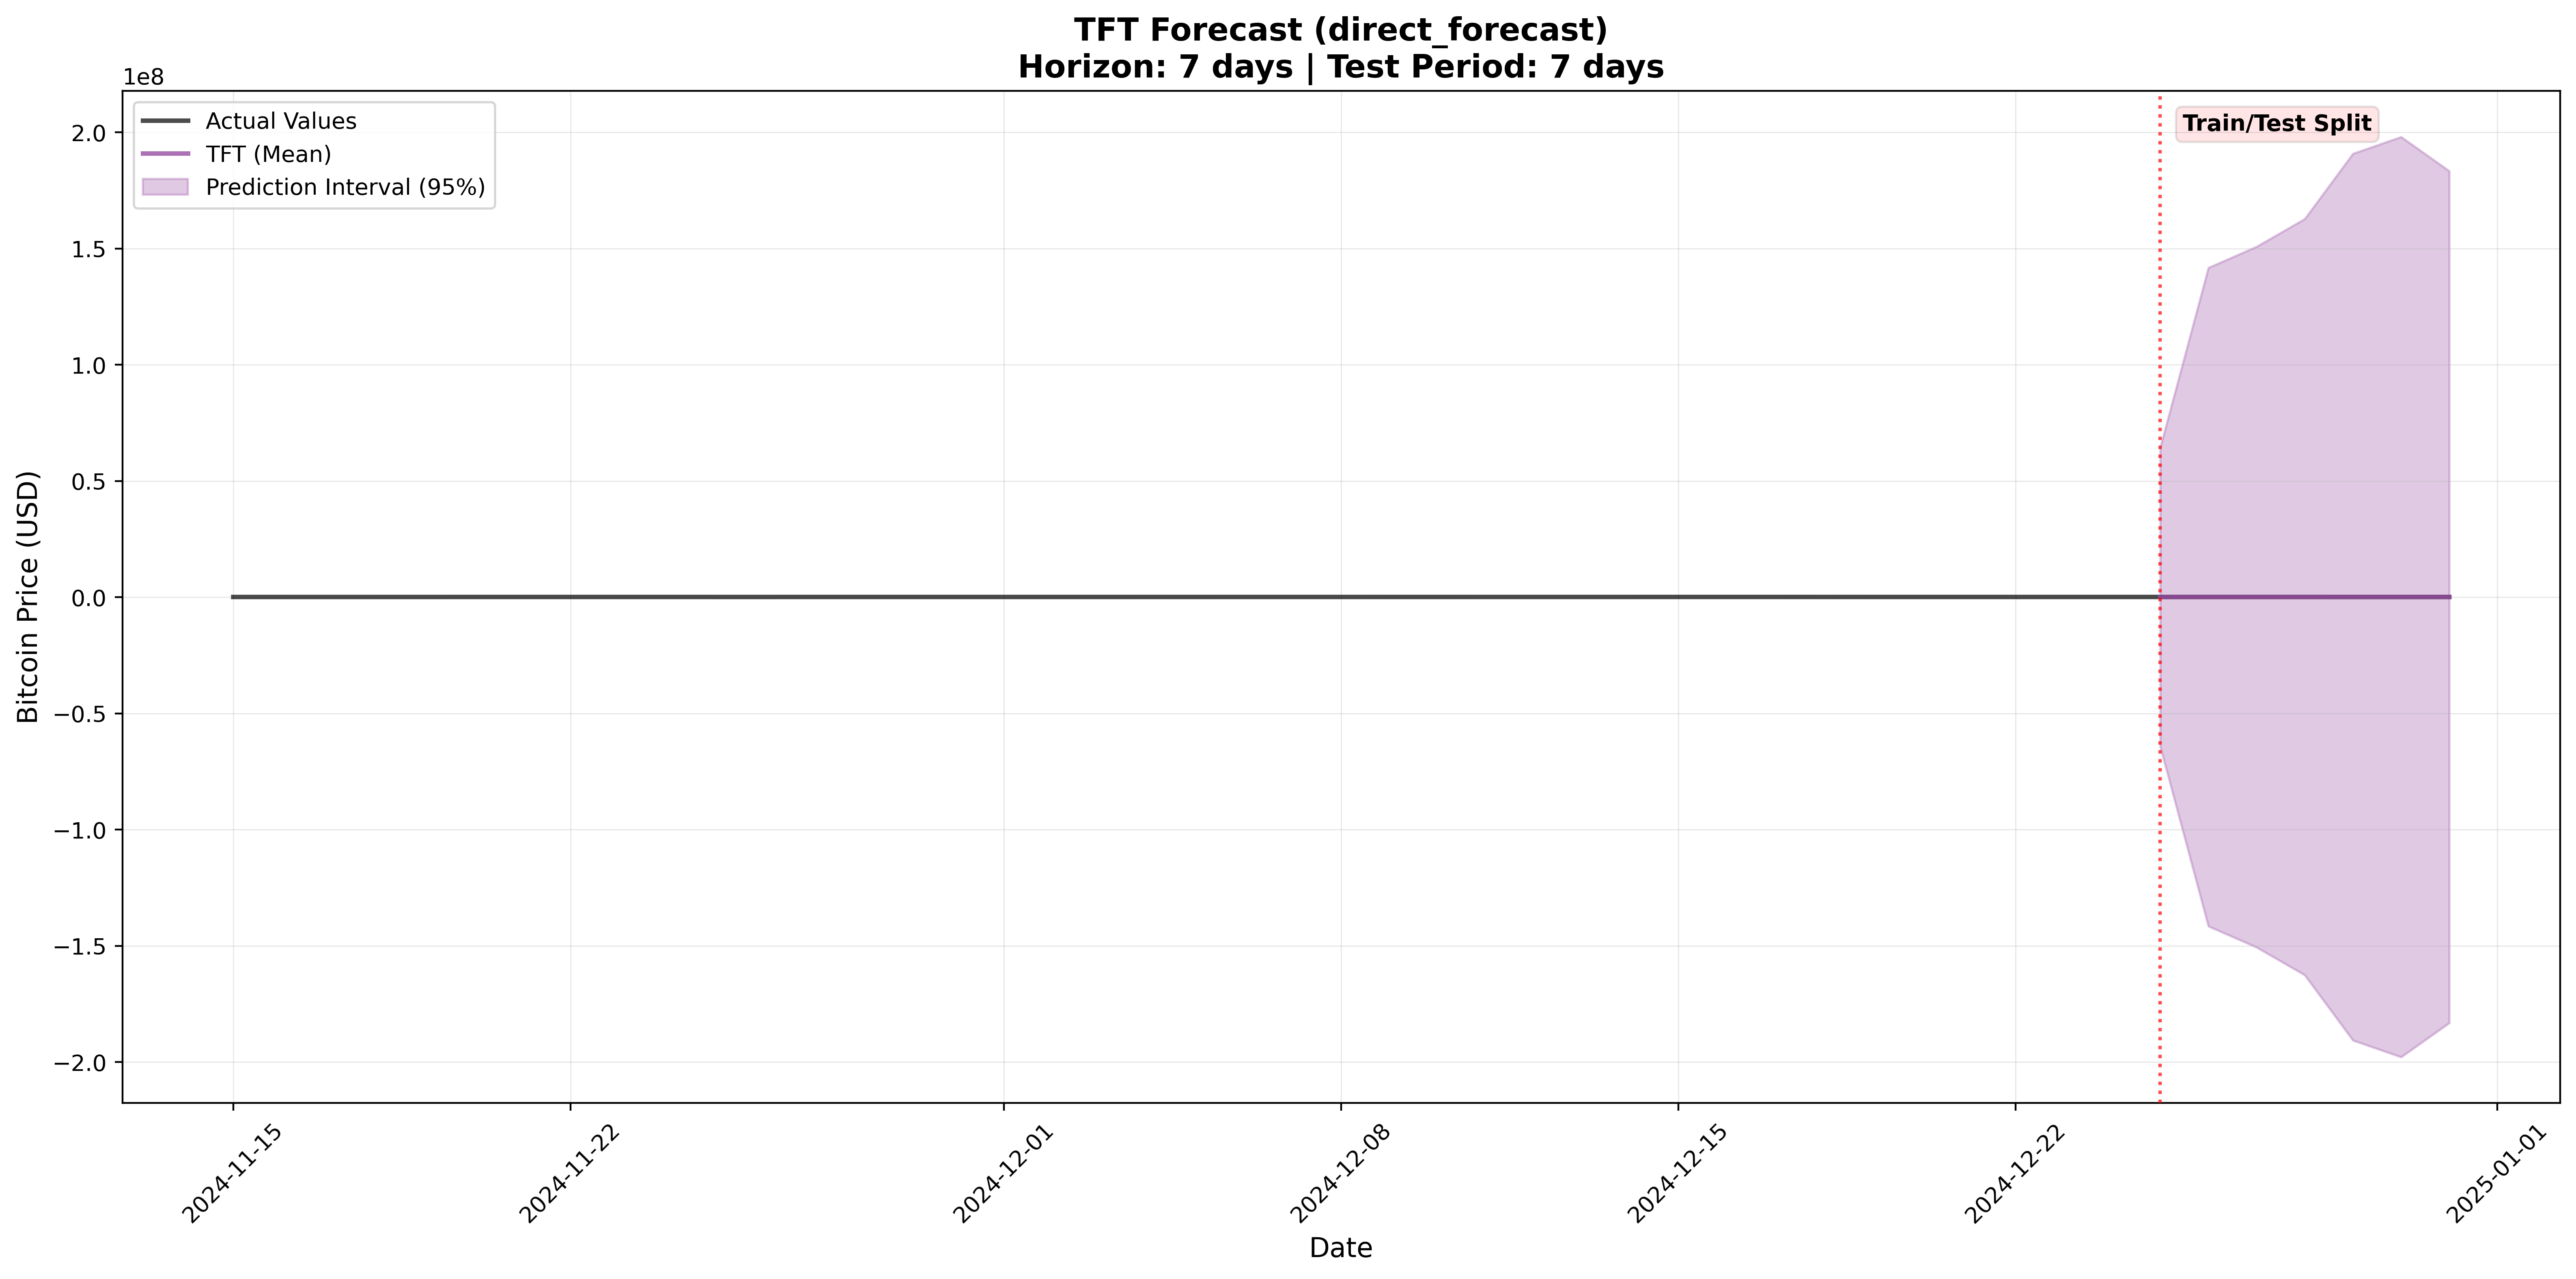 TFT Forecast (direct_forecast)
Horizon: 7 days | Test Period: 7 days
1e8
Actual Values
TFT (Mean)
Prediction Interval (95%)
Train/Test Split
2.0
1.5
1.0
0.5
0.0
−0.5
−1.0
−1.5
−2.0
Bitcoin Price (USD)
2024-11-15
2024-11-22
2024-12-01
2024-12-08
2024-12-15
2024-12-22
2025-01-01
Date